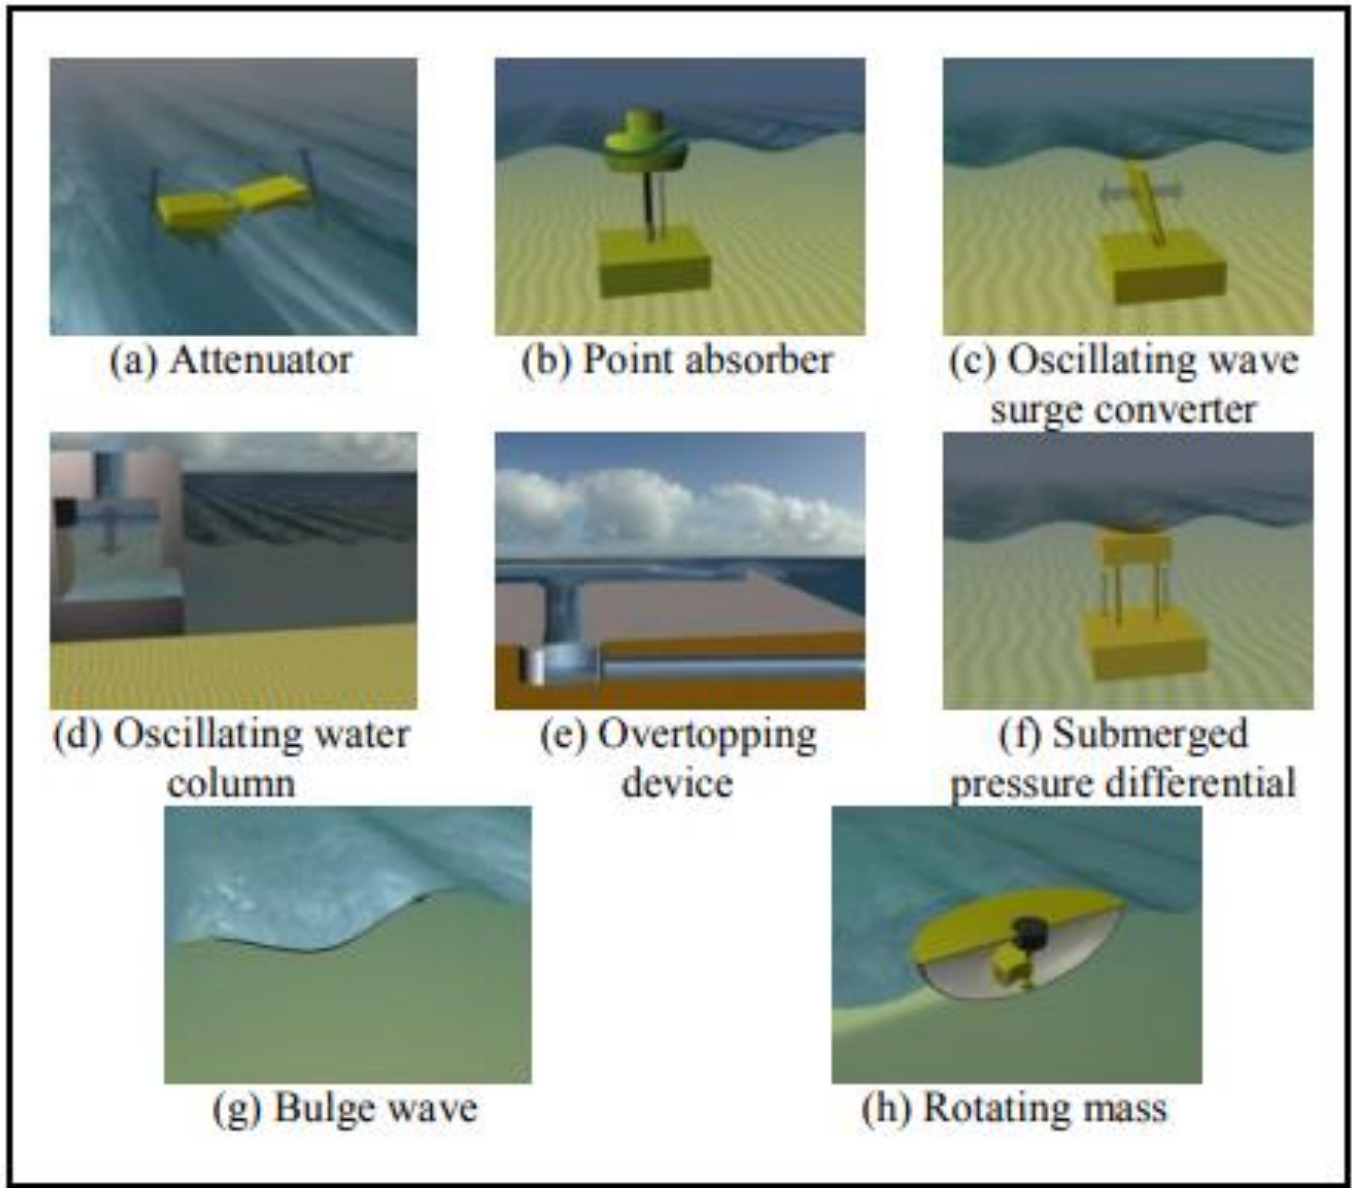 (a) Attenuator
(b) Point absorber
(c) Oscillating wave
surge converter
(d) Oscillating water
column
(e) Overtopping
device
(f) Submerged
pressure differential
(g) Bulge wave
(h) Rotating mass